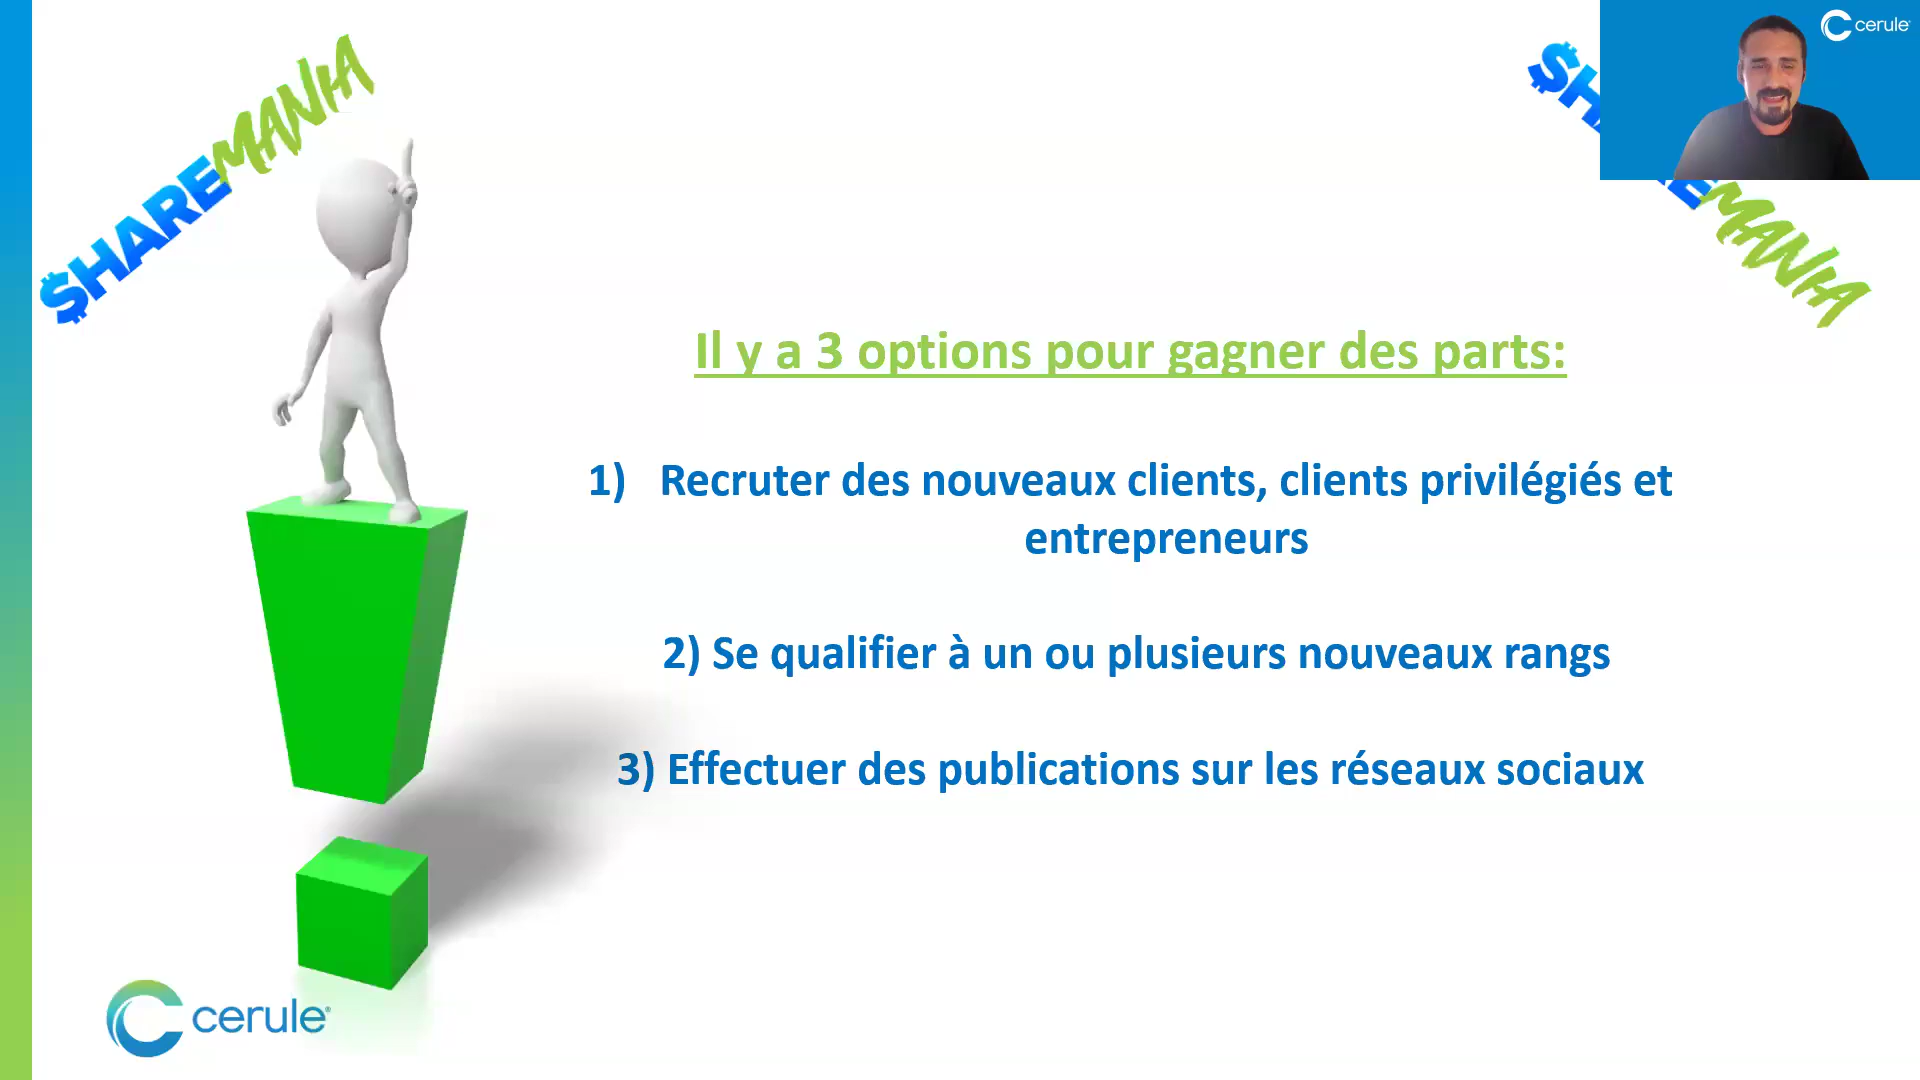 $HAREMANIA
cerule
$HAREMANIA
Il y a 3 options pour gagner des parts:
1) Recruter des nouveaux clients, clients privilégiés et
entrepreneurs
2) Se qualifier à un ou plusieurs nouveaux rangs
3) Effectuer des publications sur les réseaux sociaux
cerule®